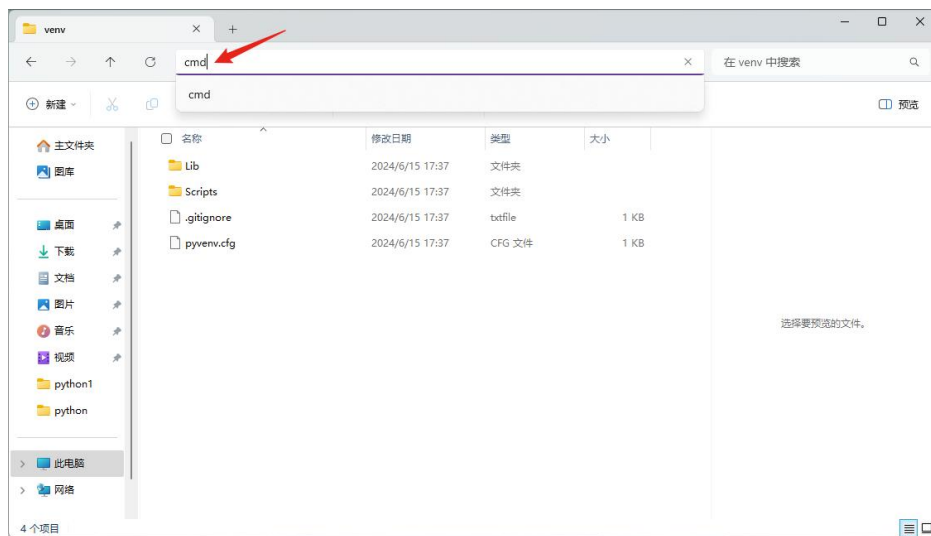 venv
cmd
在 venv 中搜索
cmd
新建
预览
名称
修改日期
类型
大小
主文件夹
图库
桌面
下载
文档
图片
音乐
视频
python1
python
此电脑
网络
Lib 2024/6/15 17:37 文件夹
Scripts 2024/6/15 17:37 文件夹
.gitignore 2024/6/15 17:37 txtfile 1 KB
pyvenv.cfg 2024/6/15 17:37 CFG 文件 1 KB
选择要预览的文件。
4 个项目